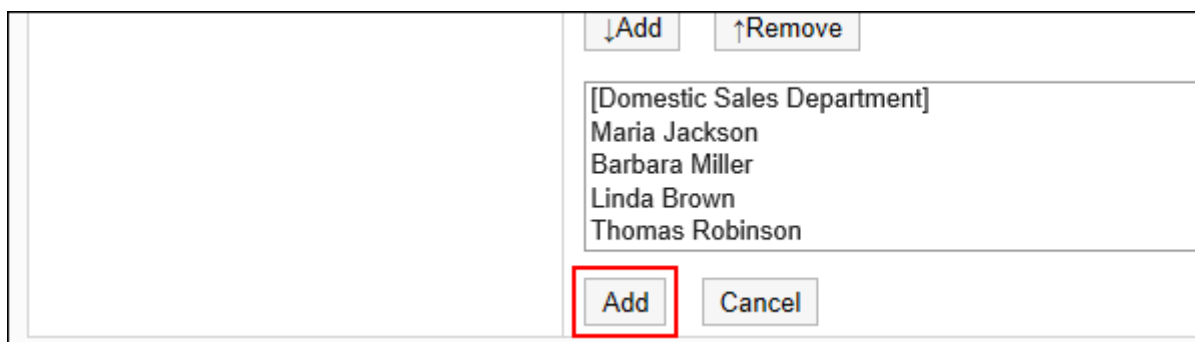 ↓Add ↑Remove
[Domestic Sales Department]
Maria Jackson
Barbara Miller
Linda Brown
Thomas Robinson
Add Cancel